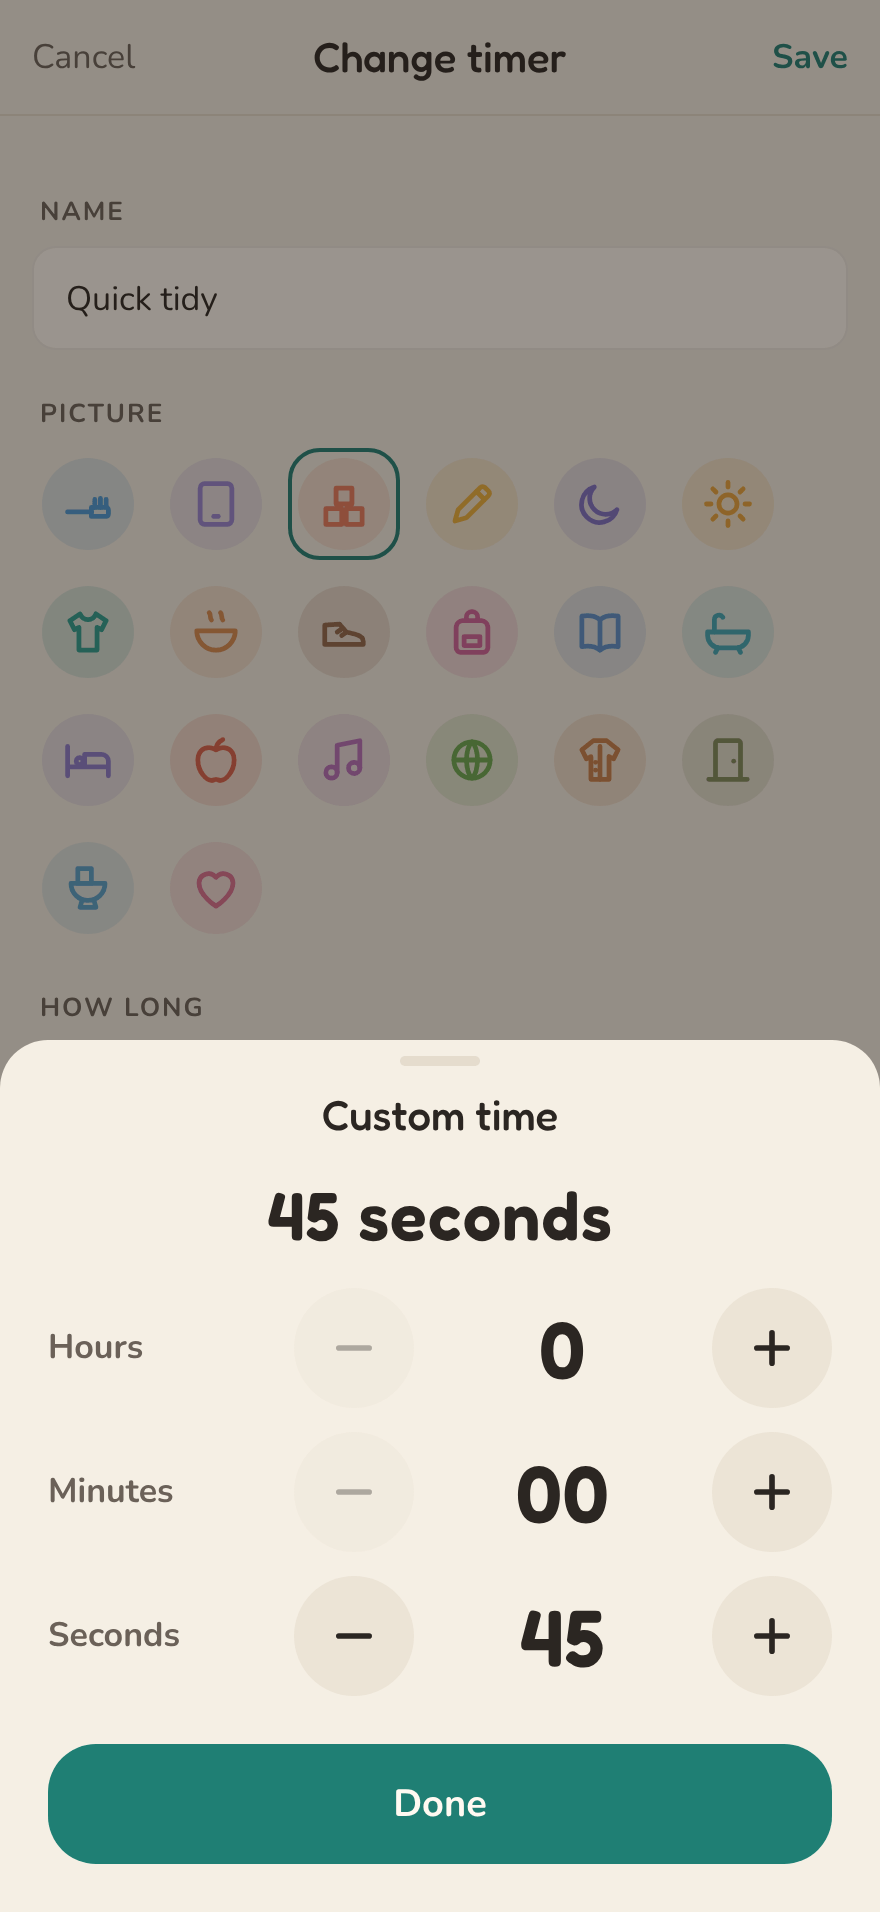 Cancel
Change timer
Save
NAME
Quick tidy
PICTURE
HOW LONG
Custom time
45 seconds
Hours
0
Minutes
00
Seconds
45
Done